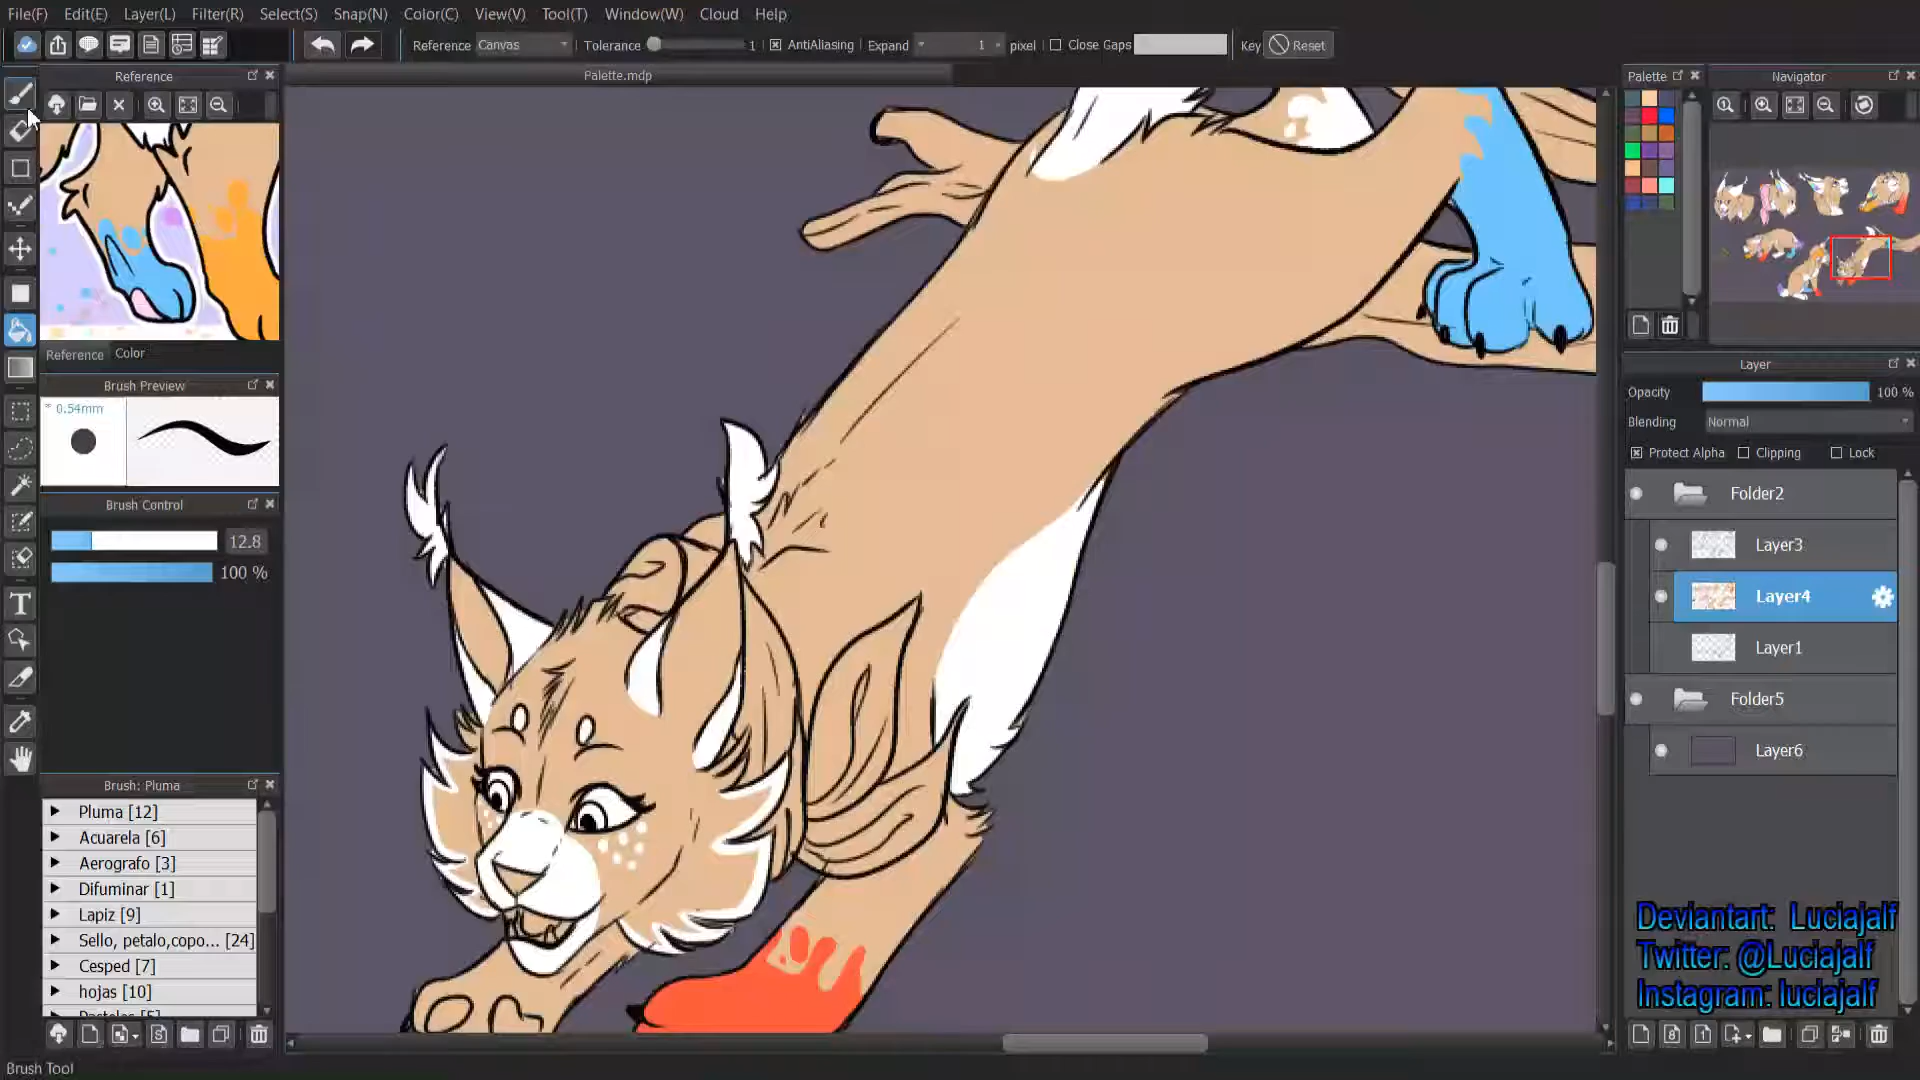 File(F) Edit(E) Layer(L) Filter(R) Select(S) Snap(N) Color(C) View(V) Tool(T) Window(W) Cloud Help
Reference Canvas Tolerance 1 AntiAliasing Expand 1 pixel Close Gaps Key Reset
Reference
Palette.mdp
Palette
Navigator
Reference Color
Brush Preview
* 0.54mm
Brush Control
12.8
100 %
Brush: Pluma
Pluma [12]
Acuarela [6]
Aerografo [3]
Difuminar [1]
Lapiz [9]
Sello, petalo,copo... [24]
Cesped [7]
hojas [10]
Pasteles [5]
Brush Tool
Layer
Opacity 100 %
Blending Normal
Protect Alpha Clipping Lock
Folder2
Layer3
Layer4
Layer1
Folder5
Layer6
Deviantart: Luciajalf
Twitter: @Luciajalf
Instagram: luciajalf